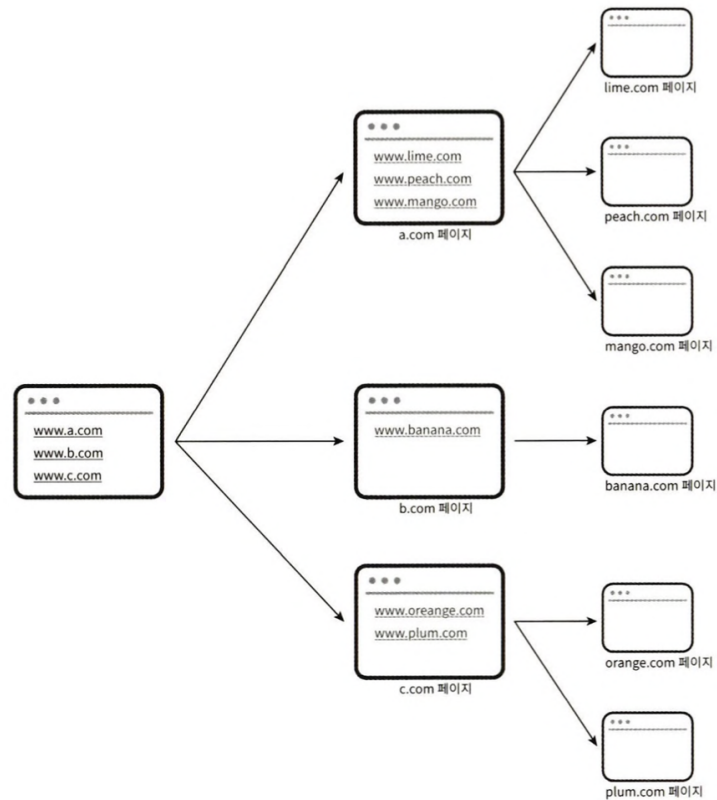 www.a.com
www.b.com
www.c.com
www.lime.com
www.peach.com
www.mango.com
a.com 페이지
www.banana.com
b.com 페이지
www.oreange.com
www.plum.com
c.com 페이지
lime.com 페이지
peach.com 페이지
mango.com 페이지
banana.com 페이지
orange.com 페이지
plum.com 페이지